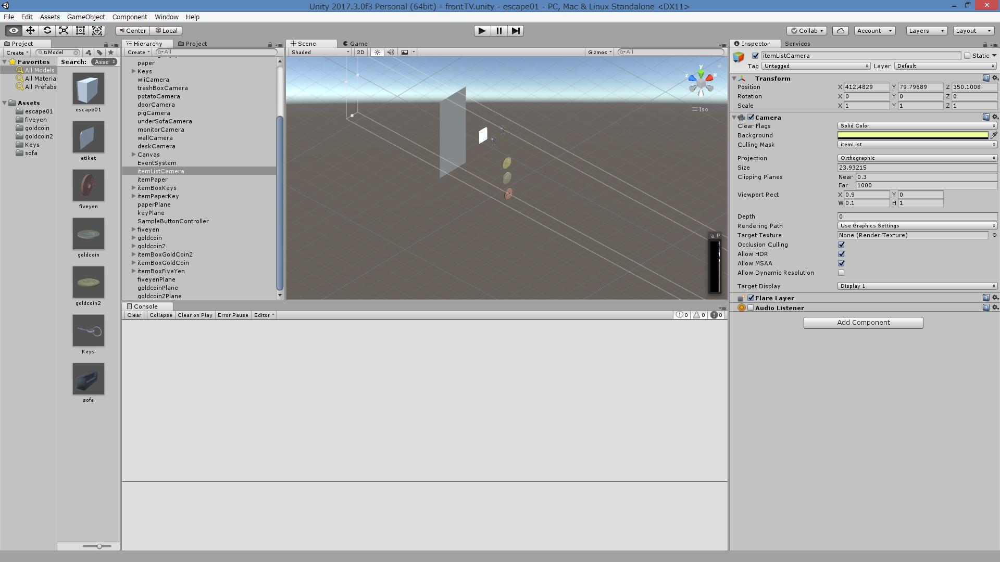 Unity 2017.3.0f3 Personal (64bit) - frontTV.unity - escape01 - PC, Mac & Linux Standalone <DX11>
File Edit Assets GameObject Component Window Help
Center Local
Collab Account Layers Layout
Project
Create t:Model
Favorites
All Models
All Materia
All Prefabs
Assets
escape01
fiveyen
goldcoin
goldcoin2
Keys
sofa
Search: Asse
escape01
etiket
fiveyen
goldcoin
goldcoin2
Keys
sofa
Hierarchy Project
Create All
paper
Keys
wiiCamera
trashBoxCamera
potatoCamera
doorCamera
pigCamera
underSofaCamera
monitorCamera
wallCamera
deskCamera
Canvas
EventSystem
itemListCamera
itemPaper
itemBoxKeys
itemPaperKey
paperPlane
keyPlane
SampleButtonController
fiveyen
goldcoin
goldcoin2
itemBoxGoldCoin2
itemBoxGoldCoin
itemBoxFiveYen
fiveyenPlane
goldcoinPlane
goldcoin2Plane
Scene Game
Shaded 2D Gizmos All
y
z x
Iso
a P
Console
Clear Collapse Clear on Play Error Pause Editor 0 0 0
Inspector Services
itemListCamera Static
Tag Untagged Layer Default
Transform
Position X 412.4829 Y 79.79689 Z 350.1008
Rotation X 0 Y 0 Z 0
Scale X 1 Y 1 Z 1
Camera
Clear Flags Solid Color
Background
Culling Mask itemList
Projection Orthographic
Size 23.93215
Clipping Planes Near 0.3
Far 1000
Viewport Rect X 0.9 Y 0
W 0.1 H 1
Depth 0
Rendering Path Use Graphics Settings
Target Texture None (Render Texture)
Occlusion Culling
Allow HDR
Allow MSAA
Allow Dynamic Resolution
Target Display Display 1
Flare Layer
Audio Listener
Add Component